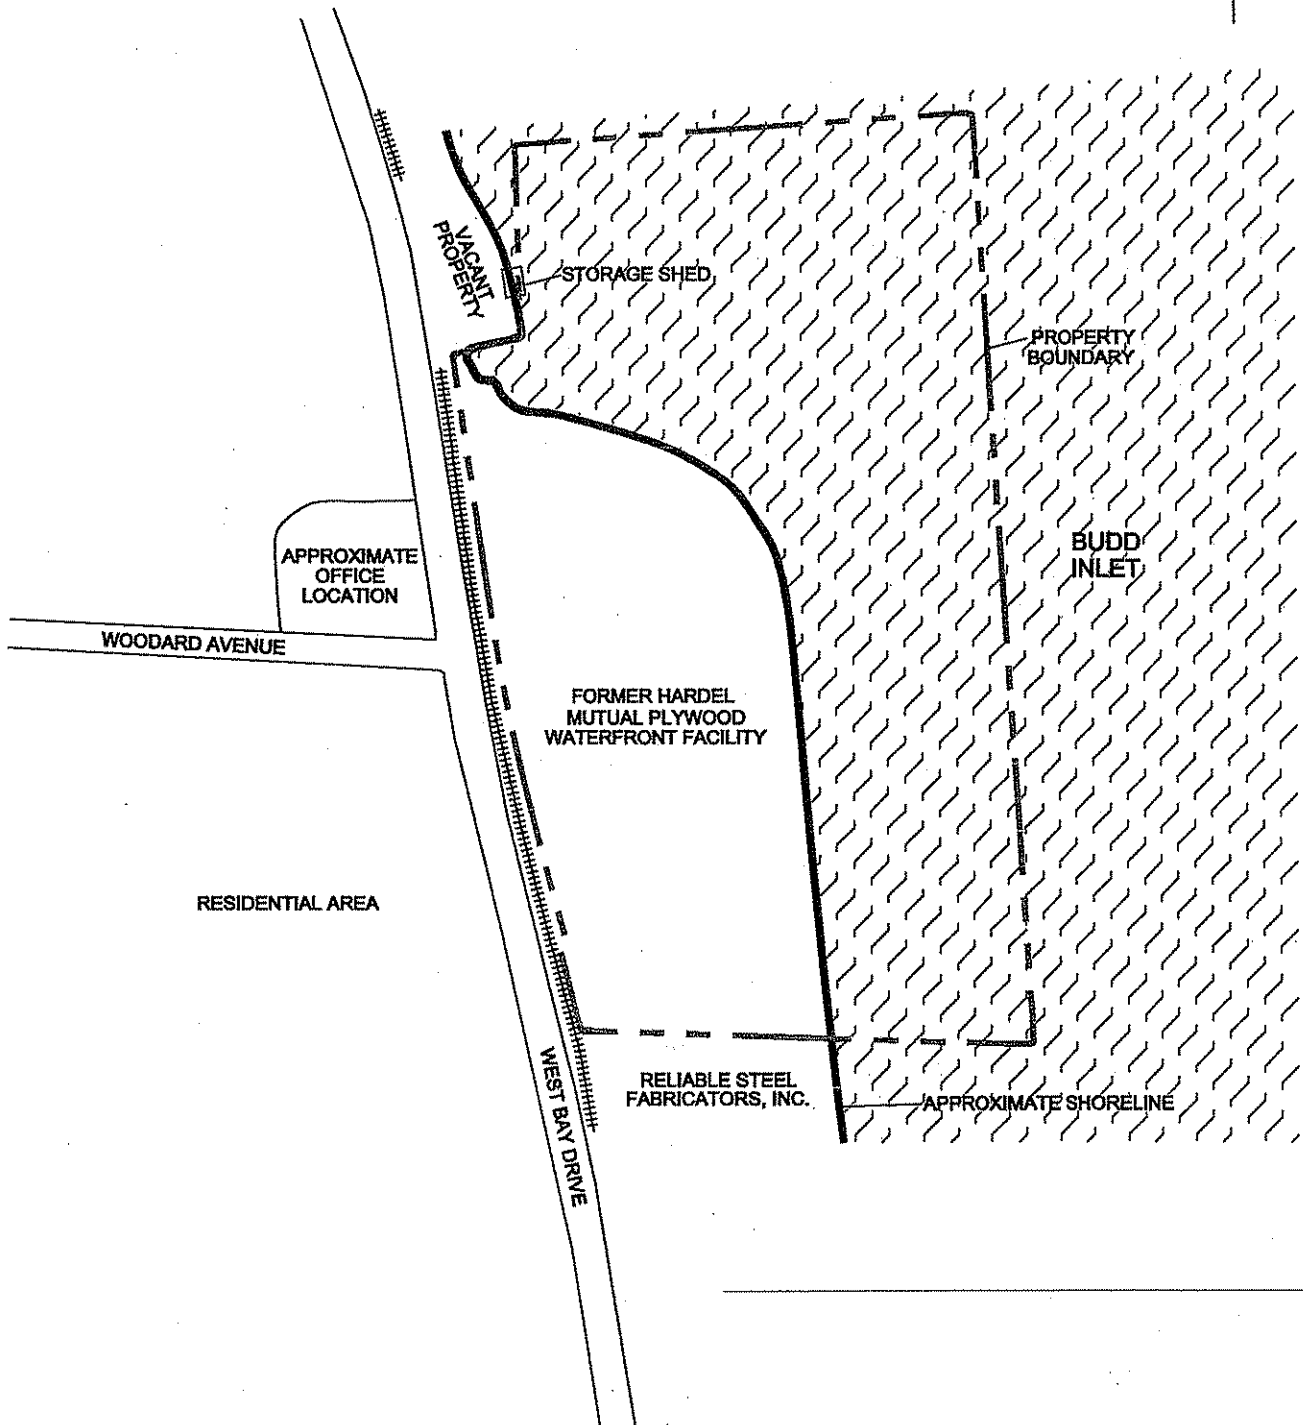 VACANT
PROPERTY
STORAGE SHED
PROPERTY
BOUNDARY
BUDD
INLET
APPROXIMATE
OFFICE
LOCATION
WOODARD AVENUE
FORMER HARDEL
MUTUAL PLYWOOD
WATERFRONT FACILITY
RESIDENTIAL AREA
WEST BAY DRIVE
RELIABLE STEEL
FABRICATORS, INC.
APPROXIMATE SHORELINE